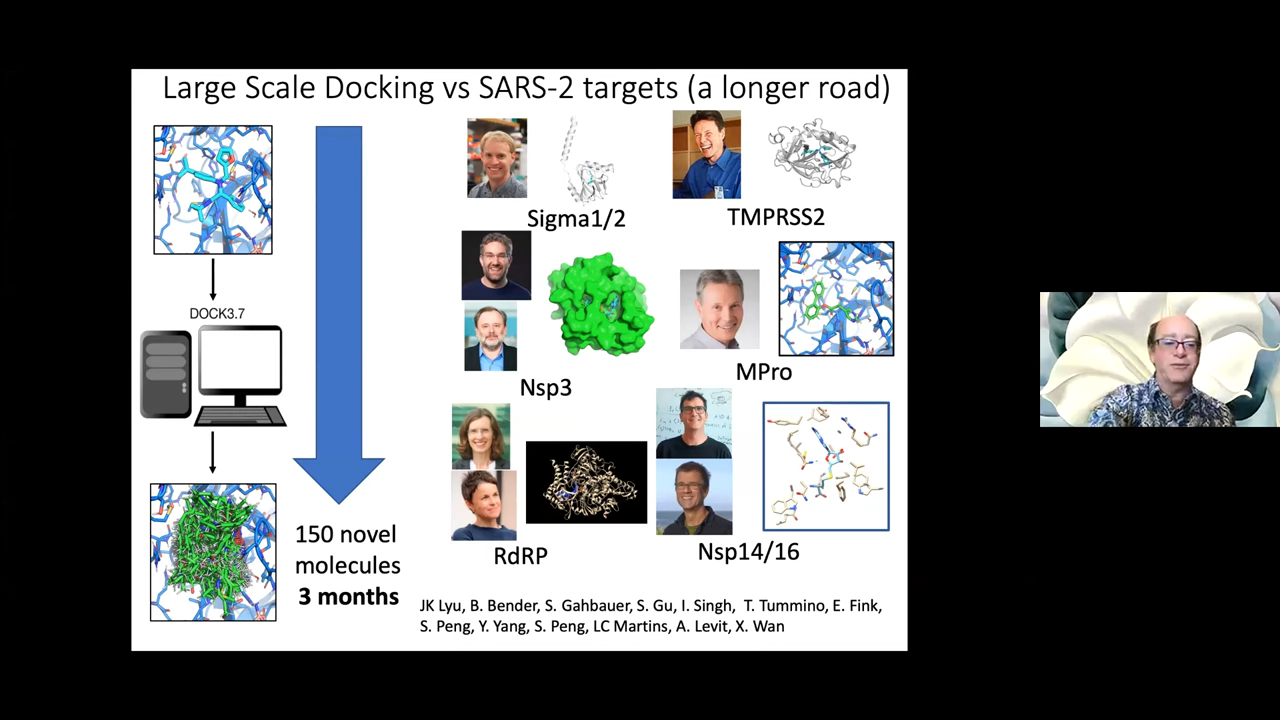 Large Scale Docking vs SARS-2 targets (a longer road)
Sigma1/2
TMPRSS2
DOCK3.7
Nsp3
MPro
150 novel
molecules
3 months
RdRP
Nsp14/16
JK Lyu, B. Bender, S. Gahbauer, S. Gu, I. Singh, T. Tummino, E. Fink,
S. Peng, Y. Yang, S. Peng, LC Martins, A. Levit, X. Wan